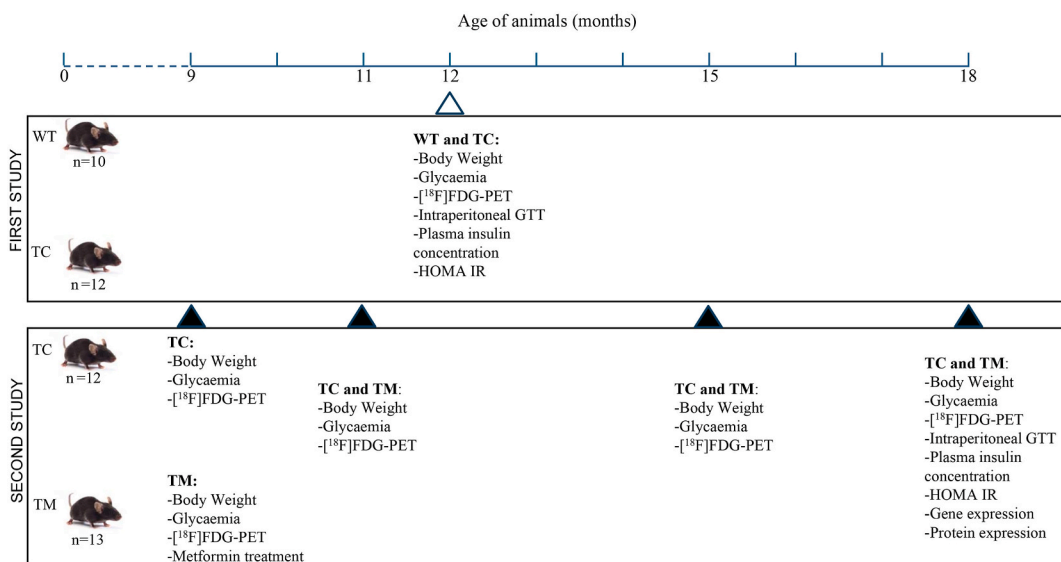 Age of animals (months)
0 9 11 12 15 18
FIRST STUDY
WT
n=10
TC
n=12
WT and TC:
-Body Weight
-Glycaemia
-[¹⁸F]FDG-PET
-Intraperitoneal GTT
-Plasma insulin
concentration
-HOMA IR
SECOND STUDY
TC
n=12
TM
n=13
TC:
-Body Weight
-Glycaemia
-[¹⁸F]FDG-PET
TM:
-Body Weight
-Glycaemia
-[¹⁸F]FDG-PET
-Metformin treatment
TC and TM:
-Body Weight
-Glycaemia
-[¹⁸F]FDG-PET
TC and TM:
-Body Weight
-Glycaemia
-[¹⁸F]FDG-PET
TC and TM:
-Body Weight
-Glycaemia
-[¹⁸F]FDG-PET
-Intraperitoneal GTT
-Plasma insulin
concentration
-HOMA IR
-Gene expression
-Protein expression